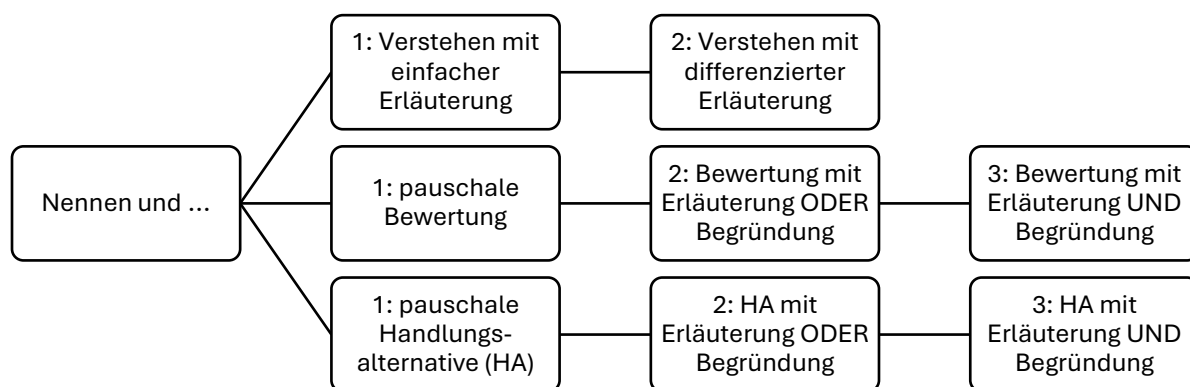 1: Verstehen mit
einfacher
Erläuterung
2: Verstehen mit
differenzierter
Erläuterung
Nennen und ...
1: pauschale
Bewertung
2: Bewertung mit
Erläuterung ODER
Begründung
3: Bewertung mit
Erläuterung UND
Begründung
1: pauschale
Handlungs-
alternative (HA)
2: HA mit
Erläuterung ODER
Begründung
3: HA mit
Erläuterung UND
Begründung